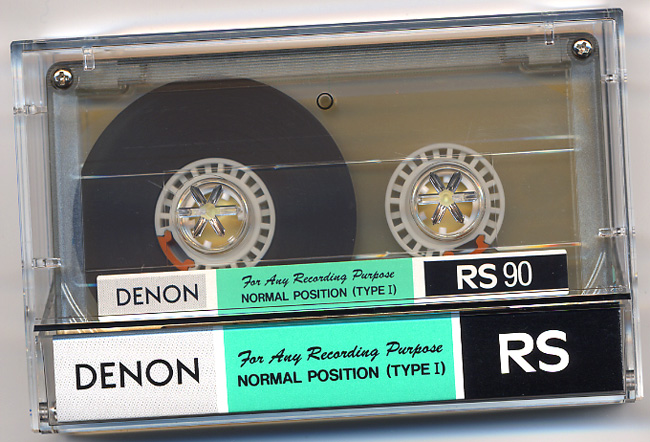 DENON
For Any Recording Purpose
NORMAL POSITION (TYPE I)
RS 90
DENON
For Any Recording Purpose
NORMAL POSITION (TYPE I)
RS